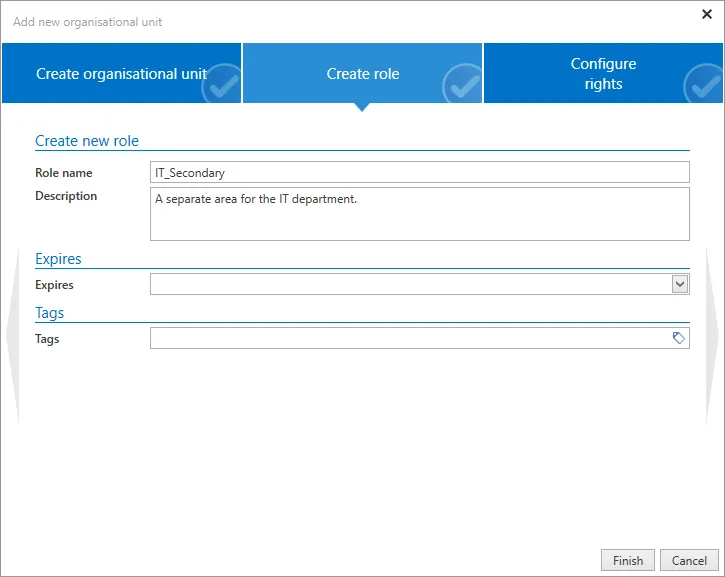 Add new organisational unit
Create organisational unit
Create role
Configure
rights
Create new role
Role name
IT_Secondary
Description
A separate area for the IT department.
Expires
Expires
Tags
Tags
Finish
Cancel